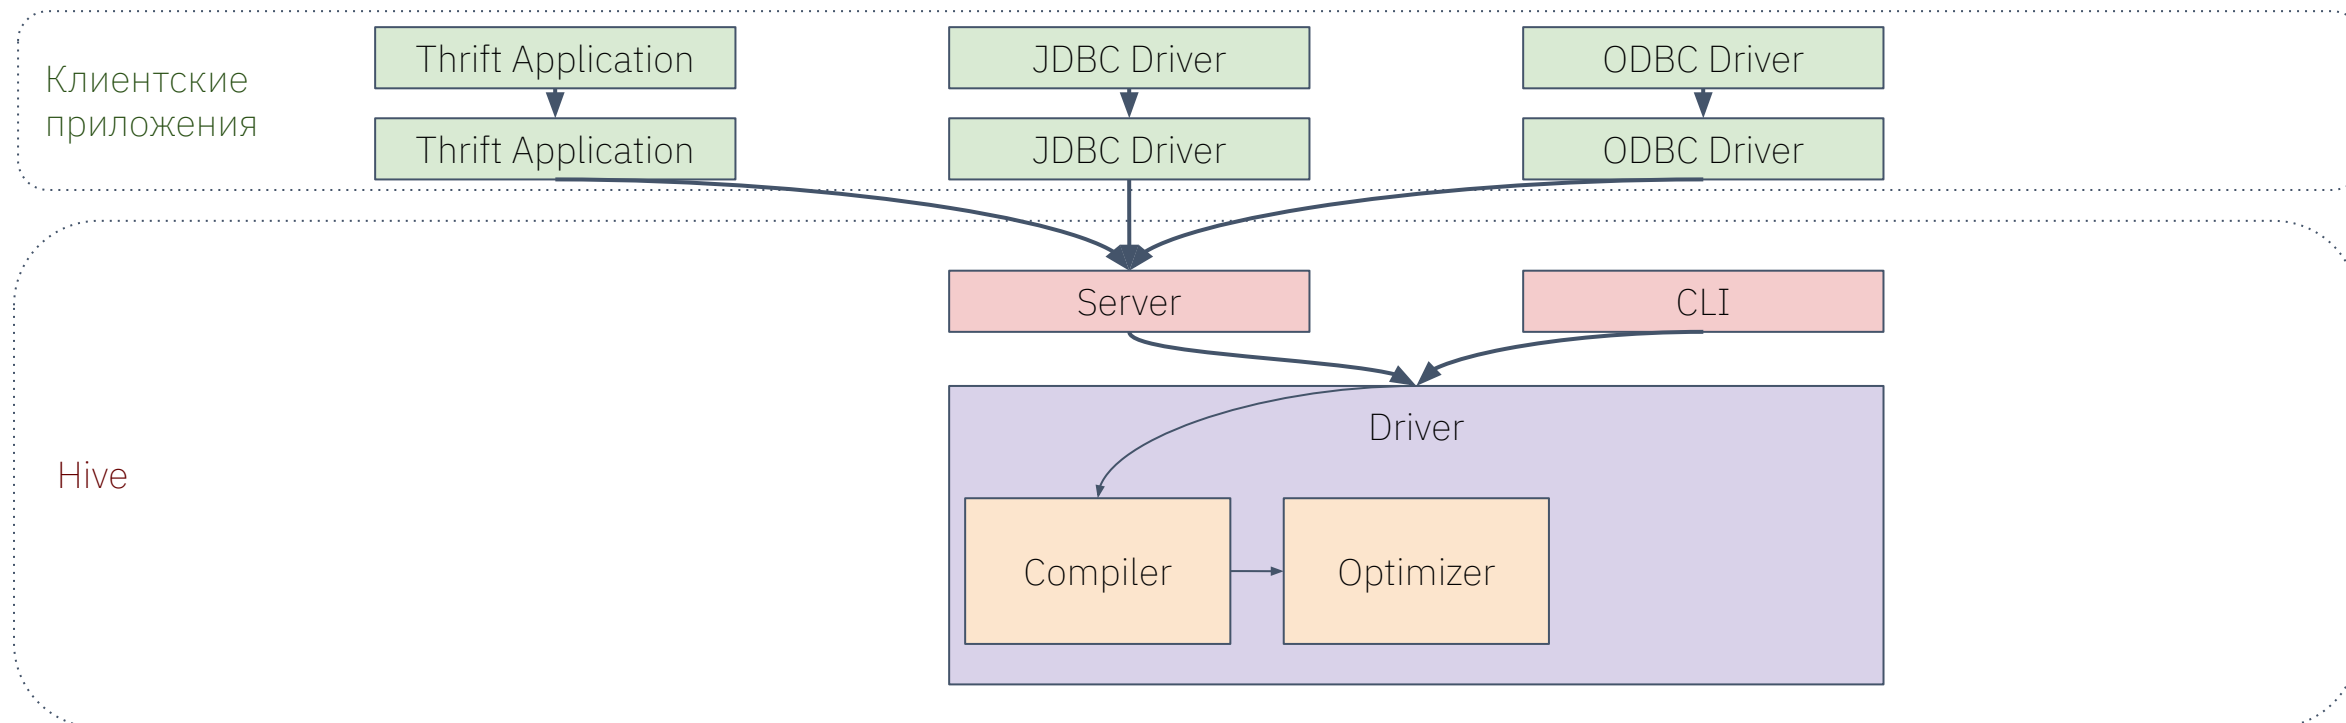 Thrift Application
JDBC Driver
ODBC Driver
Клиентские
приложения
Thrift Application
JDBC Driver
ODBC Driver
Server
CLI
Driver
Hive
Compiler
Optimizer